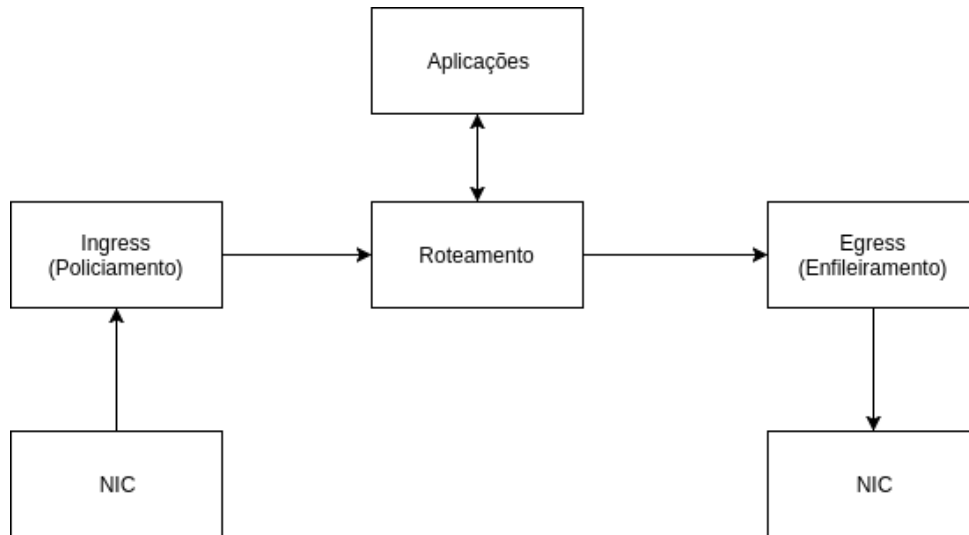 Aplicações
Ingress
(Policiamento)
Roteamento
Egress
(Enfileiramento)
NIC
NIC